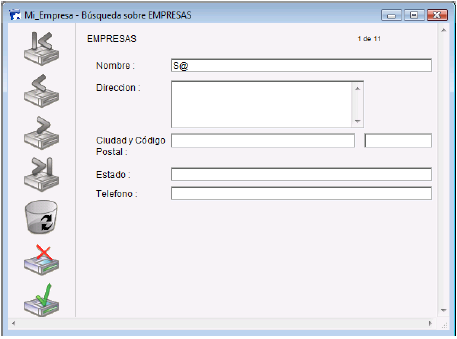 Mi_Empresa - Búsqueda sobre EMPRESAS
EMPRESAS
1 de 11
Nombre :
S@
Direccion :
Ciudad y Código
Postal :
Estado :
Telefono :